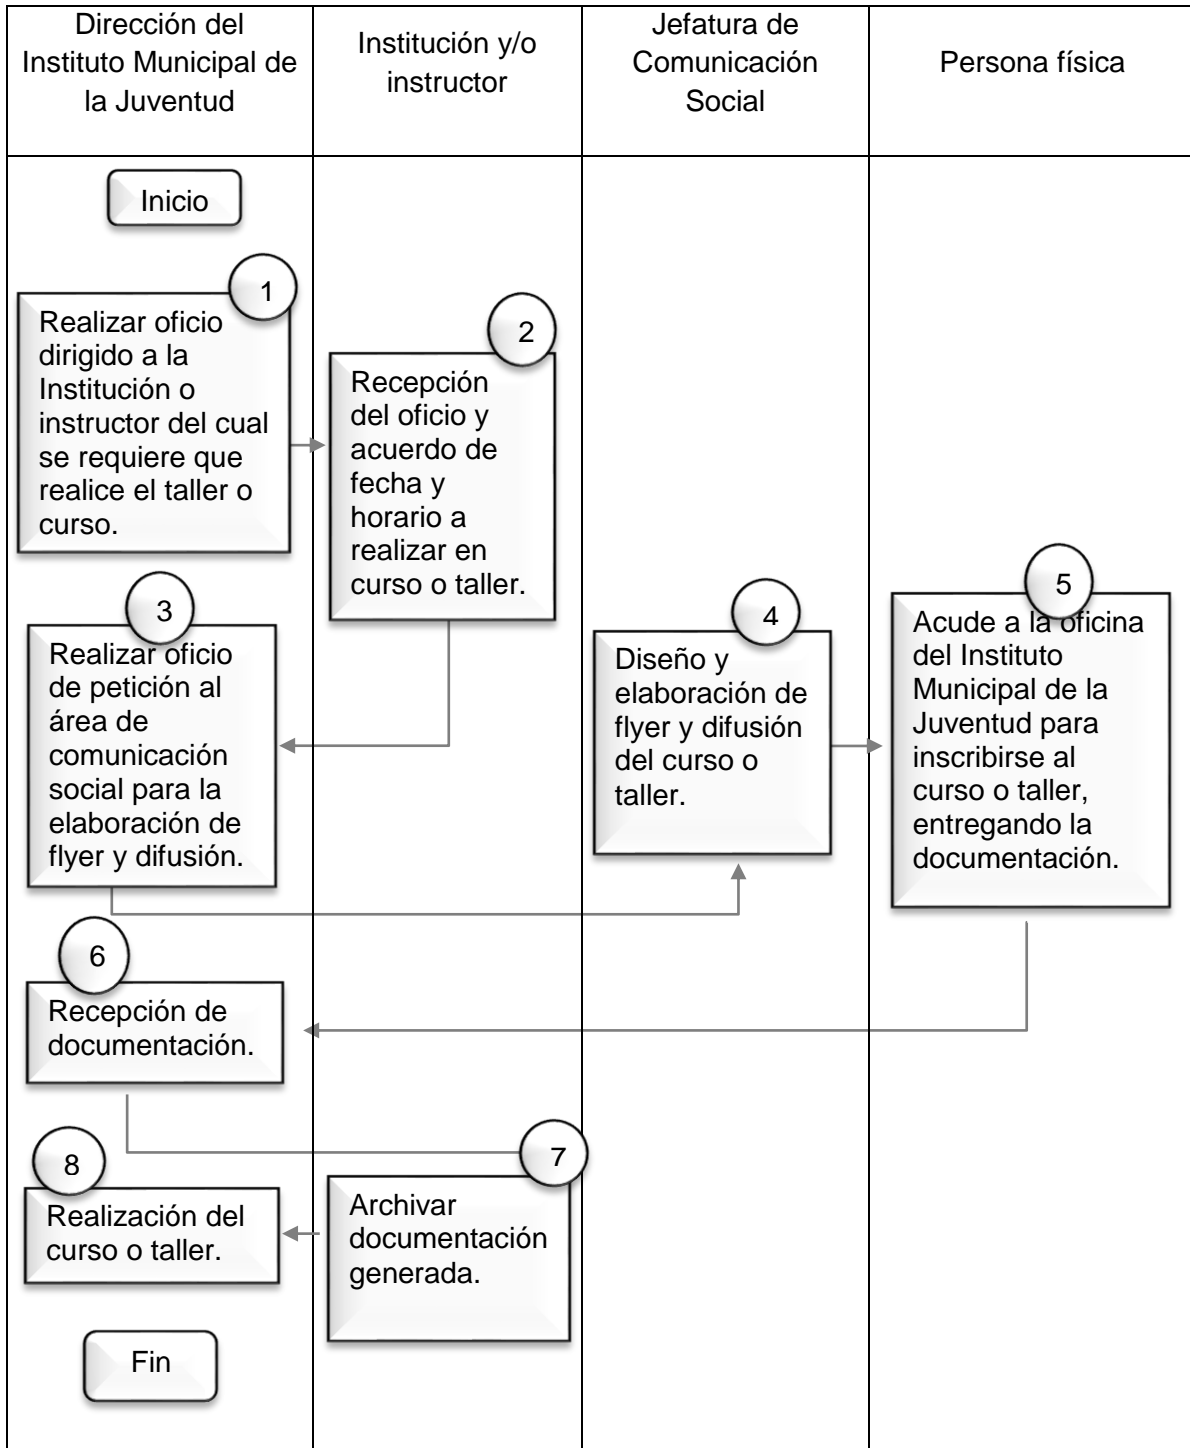 Dirección del
Instituto Municipal de
la Juventud
Institución y/o
instructor
Jefatura de
Comunicación
Social
Persona física
Inicio
1
Realizar oficio
dirigido a la
Institución o
instructor del cual
se requiere que
realice el taller o
curso.
2
Recepción
del oficio y
acuerdo de
fecha y
horario a
realizar en
curso o taller.
3
Realizar oficio
de petición al
área de
comunicación
social para la
elaboración de
flyer y difusión.
4
Diseño y
elaboración de
flyer y difusión
del curso o
taller.
5
Acude a la oficina
del Instituto
Municipal de la
Juventud para
inscribirse al
curso o taller,
entregando la
documentación.
6
Recepción de
documentación.
7
Archivar
documentación
generada.
8
Realización del
curso o taller.
Fin